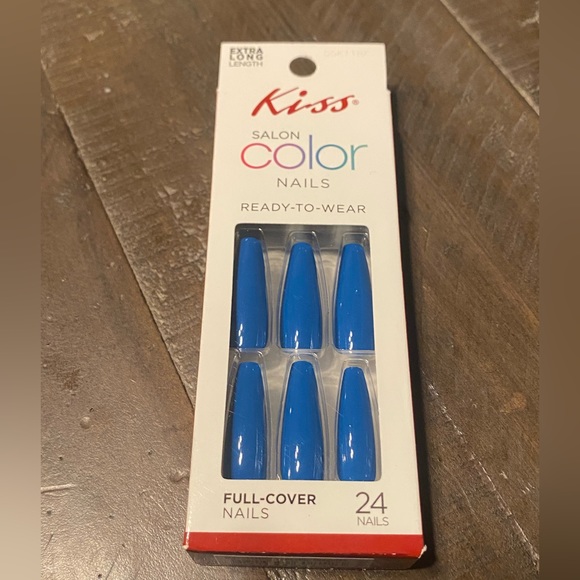 EXTRA
LONG
LENGTH
Kiss®
SALON
color
NAILS
READY-TO-WEAR
FULL-COVER
NAILS
24
NAILS